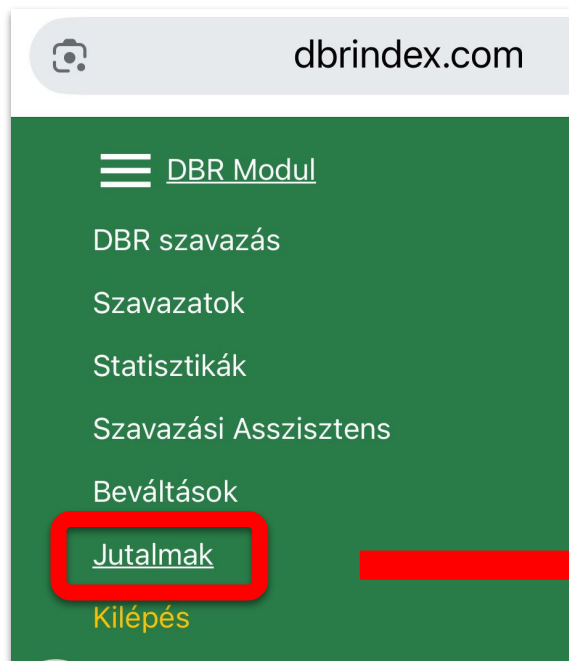 dbrindex.com
DBR Modul
DBR szavazás
Szavazatok
Statisztikák
Szavazási Asszisztens
Beváltások
Jutalmak
Kilépés